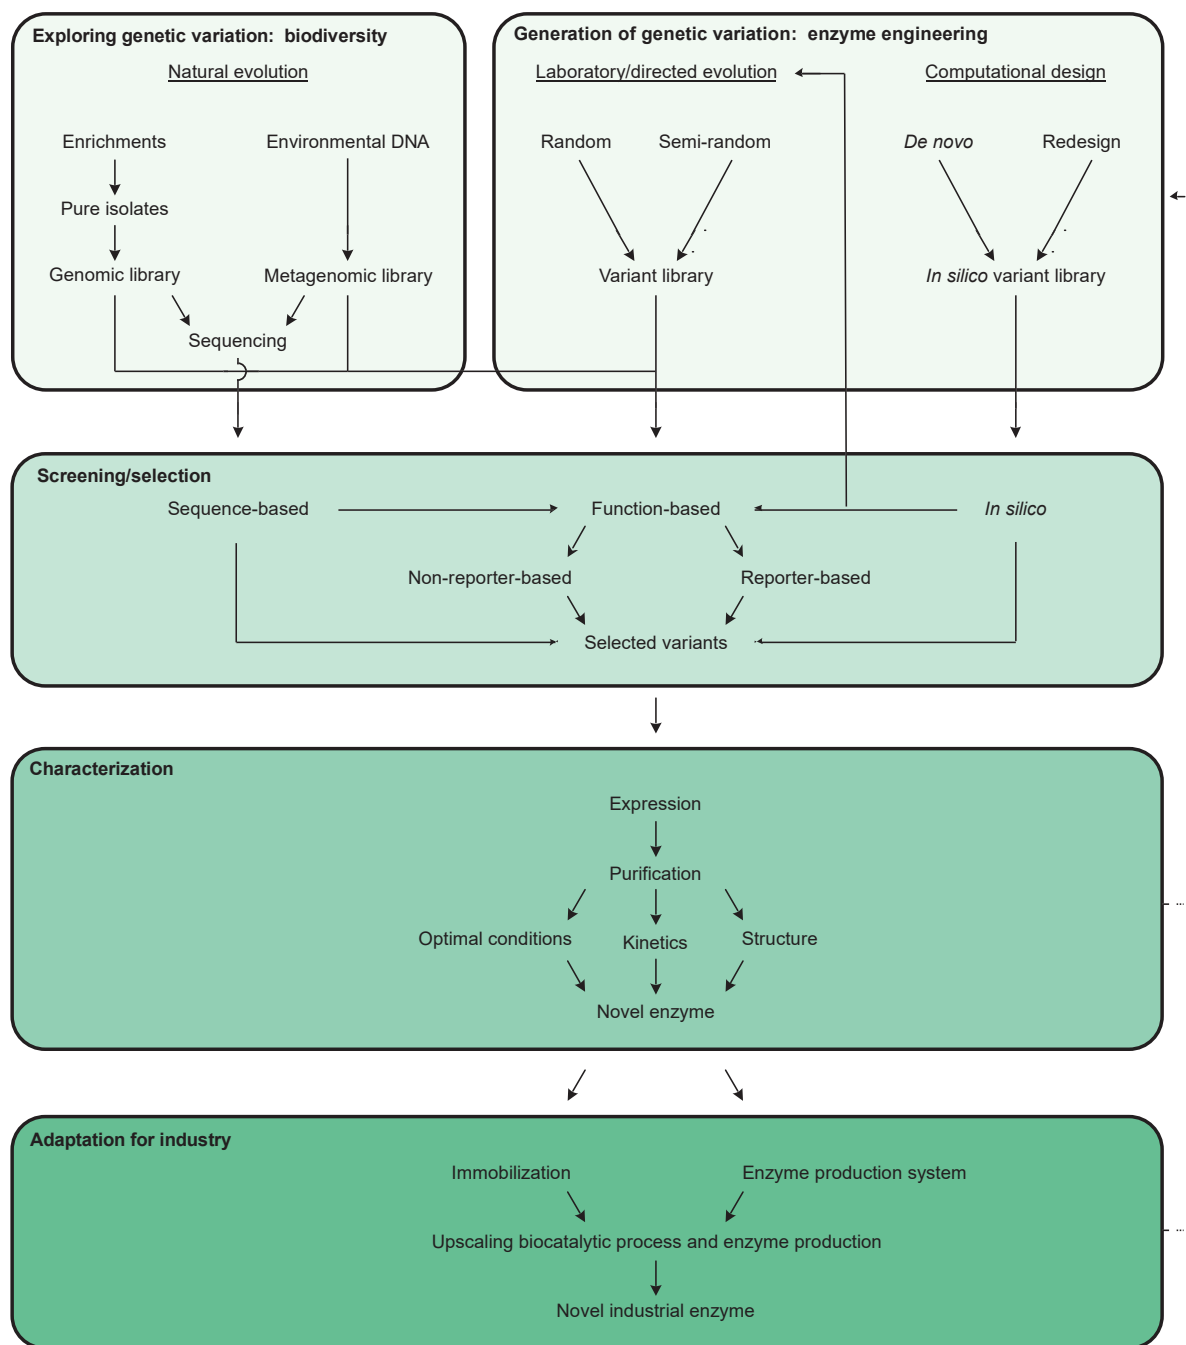 Exploring genetic variation: biodiversity
Natural evolution
Enrichments
Environmental DNA
Pure isolates
Genomic library
Metagenomic library
Sequencing
Generation of genetic variation: enzyme engineering
Laboratory/directed evolution
Computational design
Random
Semi-random
De novo
Redesign
Variant library
In silico variant library
Screening/selection
Sequence-based
Function-based
In silico
Non-reporter-based
Reporter-based
Selected variants
Characterization
Expression
Purification
Optimal conditions
Kinetics
Structure
Novel enzyme
Adaptation for industry
Immobilization
Enzyme production system
Upscaling biocatalytic process and enzyme production
Novel industrial enzyme